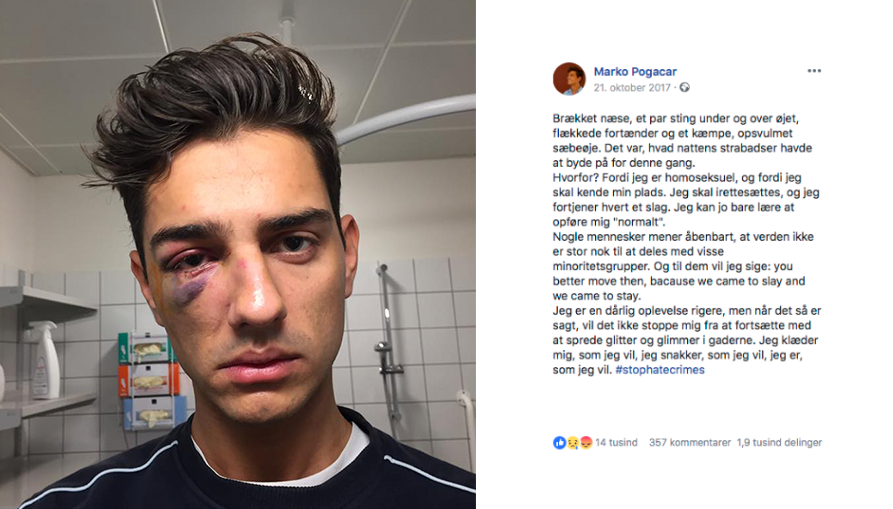 Marko Pogacar
21. oktober 2017 ·
Brækket næse, et par sting under og over øjet,
flækkede fortænder og et kæmpe, opsvulmet
sæbeøje. Det var, hvad nattens strabadser havde
at byde på for denne gang.
Hvorfor? Fordi jeg er homoseksuel, og fordi jeg
skal kende min plads. Jeg skal irettesættes, og jeg
fortjener hvert et slag. Jeg kan jo bare lære at
opføre mig "normalt".
Nogle mennesker mener åbenbart, at verden ikke
er stor nok til at deles med visse
minoritetsgrupper. Og til dem vil jeg sige: you
better move then, bacause we came to slay and
we came to stay.
Jeg er en dårlig oplevelse rigere, men når det så er
sagt, vil det ikke stoppe mig fra at fortsætte med
at sprede glitter og glimmer i gaderne. Jeg klæder
mig, som jeg vil, jeg snakker, som jeg vil, jeg er,
som jeg vil. #stophatecrimes
14 tusind 357 kommentarer 1,9 tusind delinger